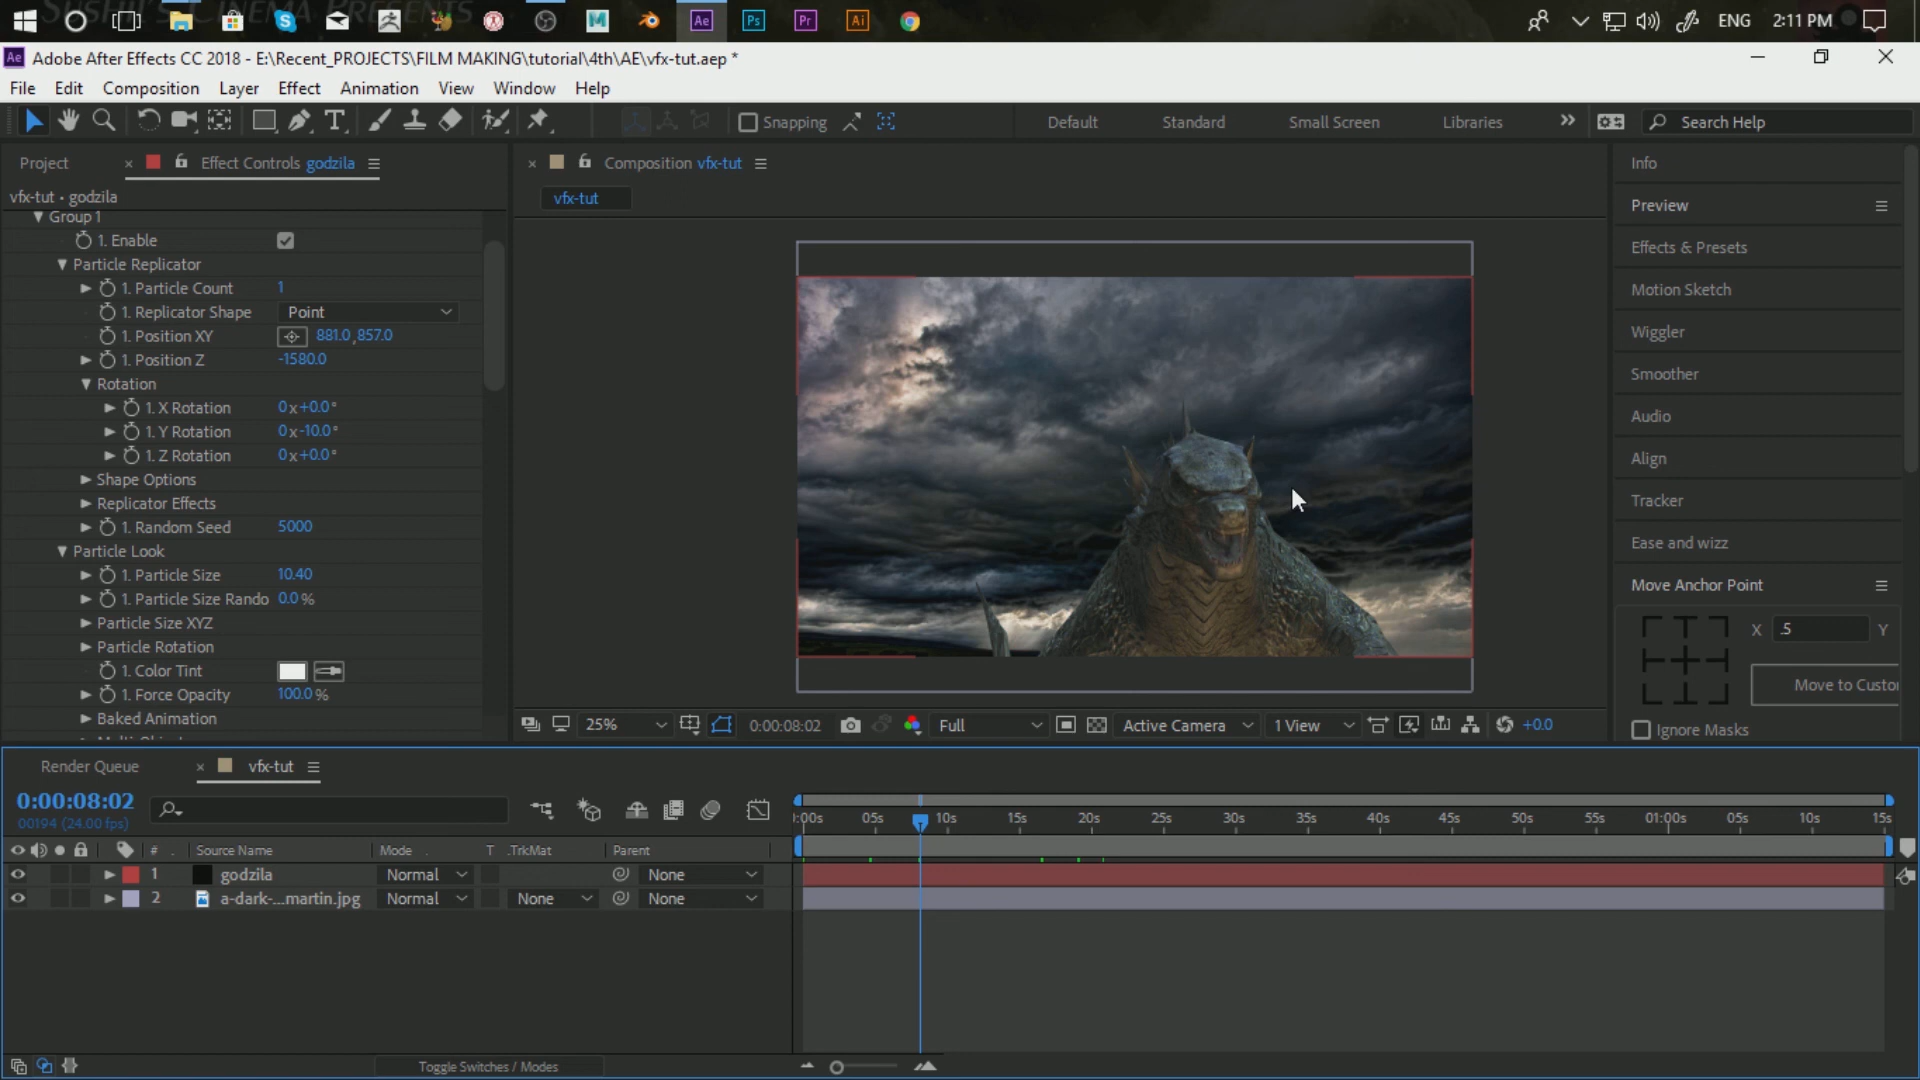 SUSHI'S CINEMA PRESENTS
Ae
Ps
Pr
Ai
ENG
2:11 PM
Ae Adobe After Effects CC 2018 - E:\Recent_PROJECTS\FILM MAKING\tutorial\4th\AE\vfx-tut.aep *
File Edit Composition Layer Effect Animation View Window Help
Snapping
Default Standard Small Screen Libraries
Search Help
Project × Effect Controls godzila
vfx-tut • godzila
Group 1
1. Enable
Particle Replicator
1. Particle Count 1
1. Replicator Shape Point
1. Position XY 881.0,857.0
1. Position Z -1580.0
Rotation
1. X Rotation 0x+0.0°
1. Y Rotation 0x-10.0°
1. Z Rotation 0x+0.0°
Shape Options
Replicator Effects
1. Random Seed 5000
Particle Look
1. Particle Size 10.40
1. Particle Size Rando 0.0 %
Particle Size XYZ
Particle Rotation
1. Color Tint
1. Force Opacity 100.0 %
Baked Animation
× Composition vfx-tut
vfx-tut
25% 0:00:08:02 Full Active Camera 1 View +0.0
Info
Preview
Effects & Presets
Motion Sketch
Wiggler
Smoother
Audio
Align
Tracker
Ease and wizz
Move Anchor Point
X .5 Y
Move to Custo
Ignore Masks
Render Queue × vfx-tut
0:00:08:02
00194 (24.00 fps)
:00s 05s 10s 15s 20s 25s 30s 35s 40s 45s 50s 55s 01:00s 05s 10s 15s
# Source Name Mode T .TrkMat Parent
1 godzila Normal None
2 a-dark-...martin.jpg Normal None None
Toggle Switches / Modes